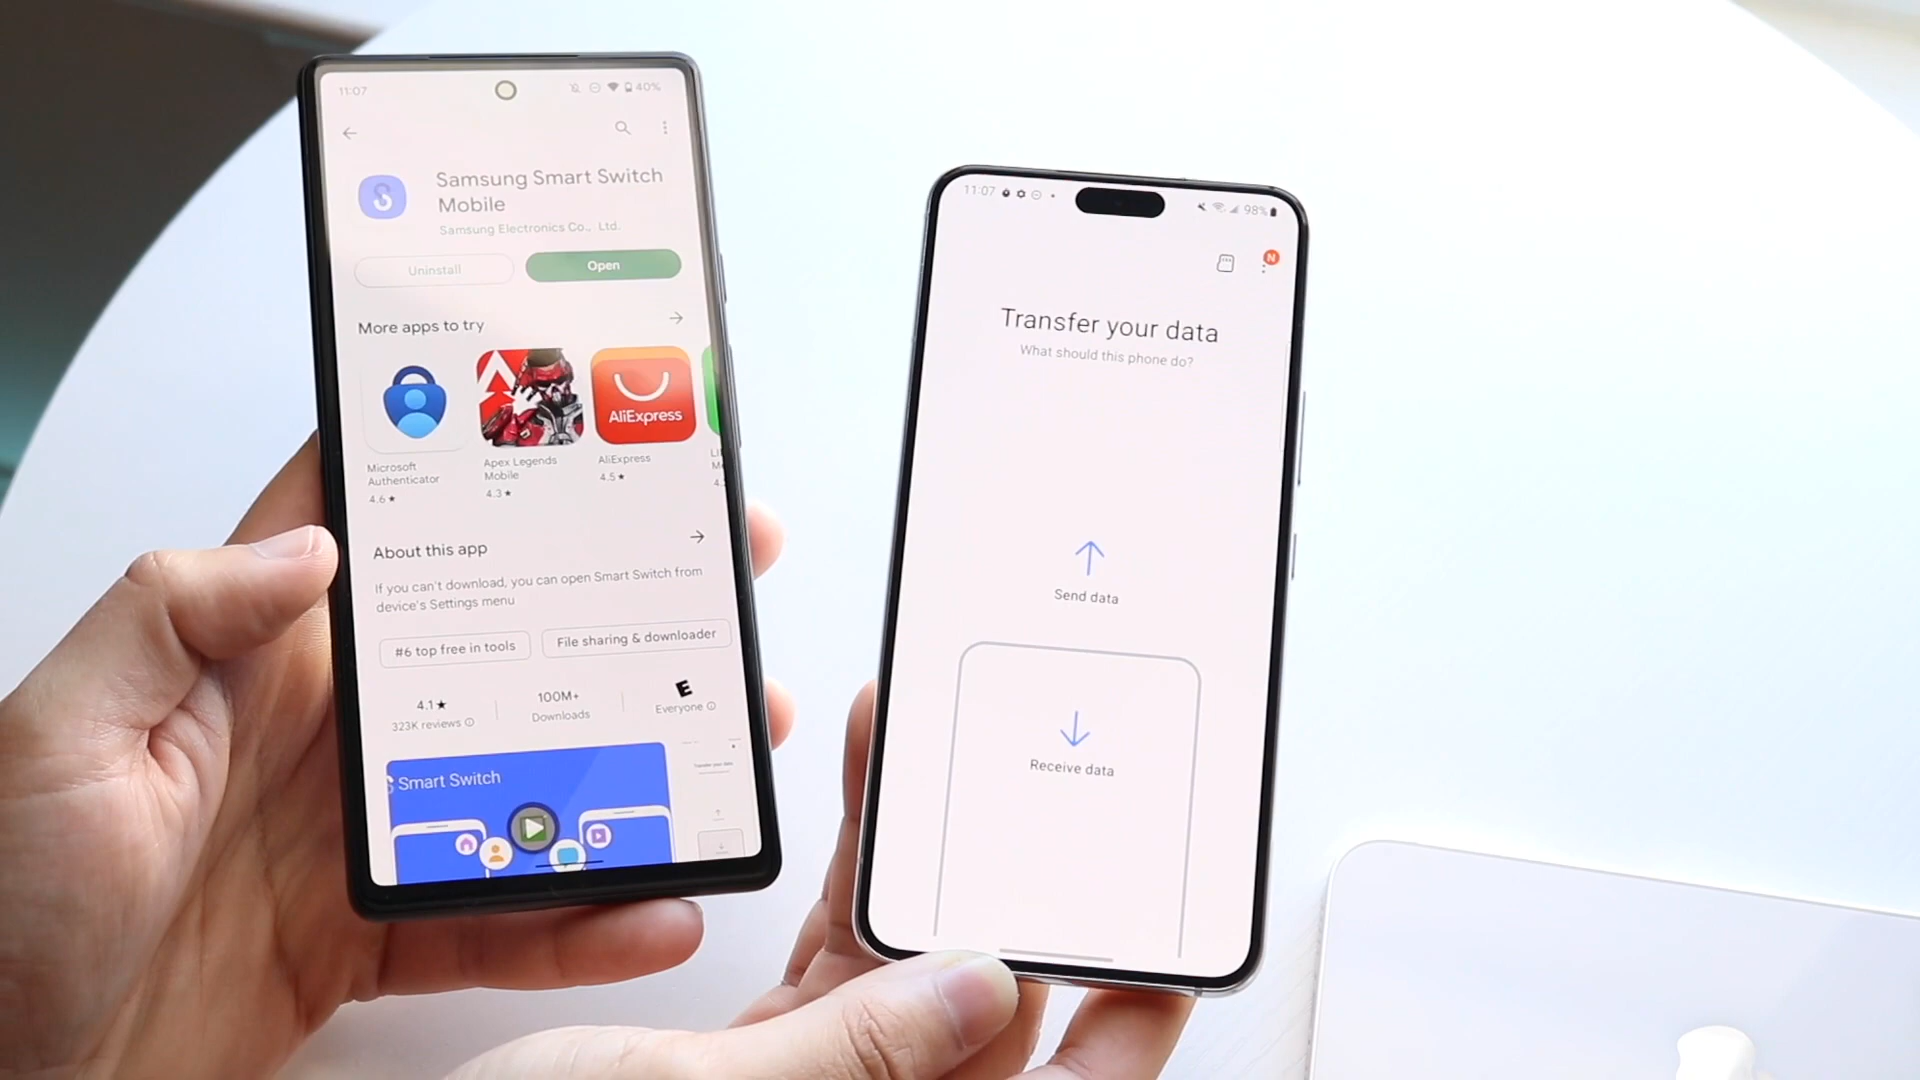 11:07
40%
Samsung Smart Switch
Mobile
Samsung Electronics Co., Ltd.
Uninstall
Open
More apps to try
AliExpress
Microsoft
Authenticator
4.6★
Apex Legends
Mobile
4.3★
AliExpress
4.5★
About this app
If you can't download, you can open Smart Switch from
device's Settings menu
#6 top free in tools
File sharing & downloader
4.1★
323K reviews
100M+
Downloads
E
Everyone
Smart Switch
Transfer your data
11:07
98%
N
Transfer your data
What should this phone do?
Send data
Receive data